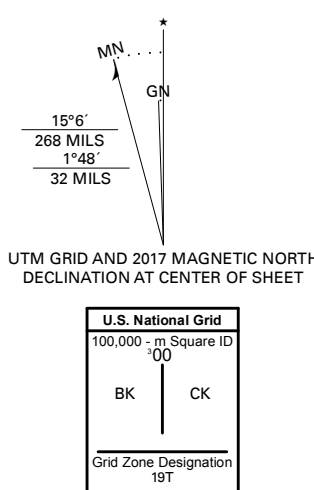 ★
MN
GN
15°6´
268 MILS
1°48´
32 MILS
UTM GRID AND 2017 MAGNETIC NORTH
DECLINATION AT CENTER OF SHEET
U.S. National Grid
100,000 - m Square ID
³00
BK CK
Grid Zone Designation
19T